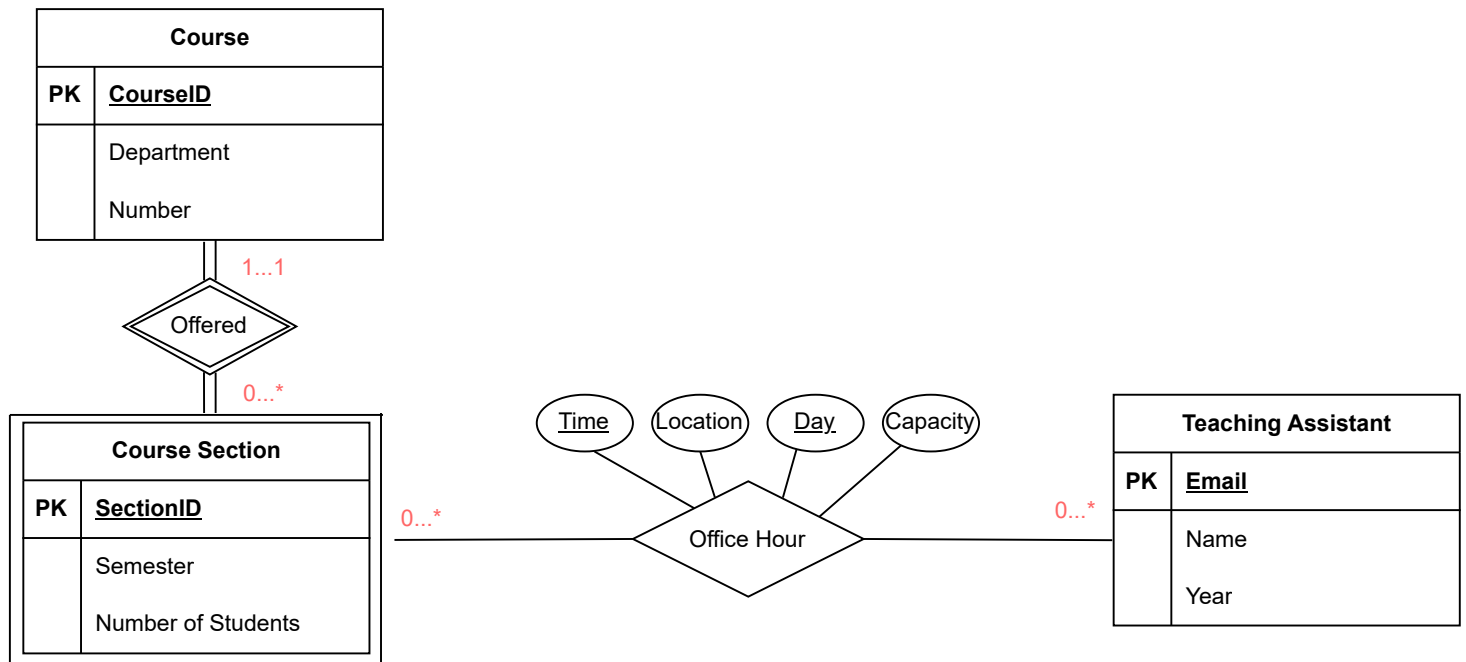 Course
PK CourseID
Department
Number
1...1
Offered
0...*
Course Section
PK SectionID
Semester
Number of Students
0...*
Time Location Day Capacity
Office Hour
0...*
Teaching Assistant
PK Email
Name
Year